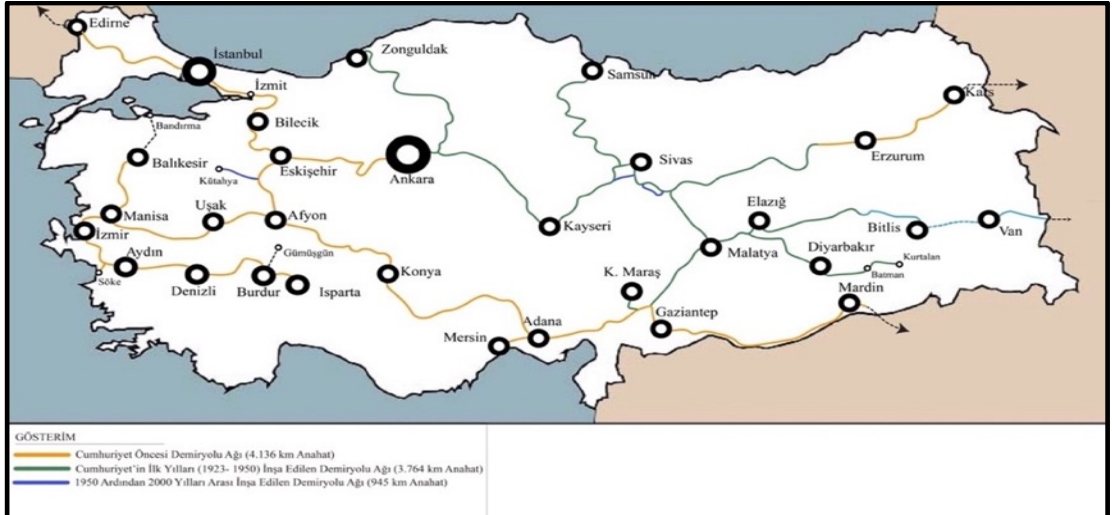 Edirne
İstanbul
Zonguldak
Samsun
Kars
İzmit
Bandırma
Bilecik
Balıkesir
Kütahya
Eskişehir
Ankara
Sivas
Erzurum
Manisa
Uşak
Afyon
Kayseri
Elazığ
Bitlis
Van
İzmir
Aydın
Söke
Denizli
Gümüşgün
Burdur
Isparta
Konya
K. Maraş
Malatya
Diyarbakır
Batman
Kurtalan
Mersin
Adana
Gaziantep
Mardin
GÖSTERİM
Cumhuriyet Öncesi Demiryolu Ağı (4.136 km Anahat)
Cumhuriyet'in İlk Yılları (1923- 1950) İnşa Edilen Demiryolu Ağı (3.764 km Anahat)
1950 Ardından 2000 Yılları Arası İnşa Edilen Demiryolu Ağı (945 km Anahat)